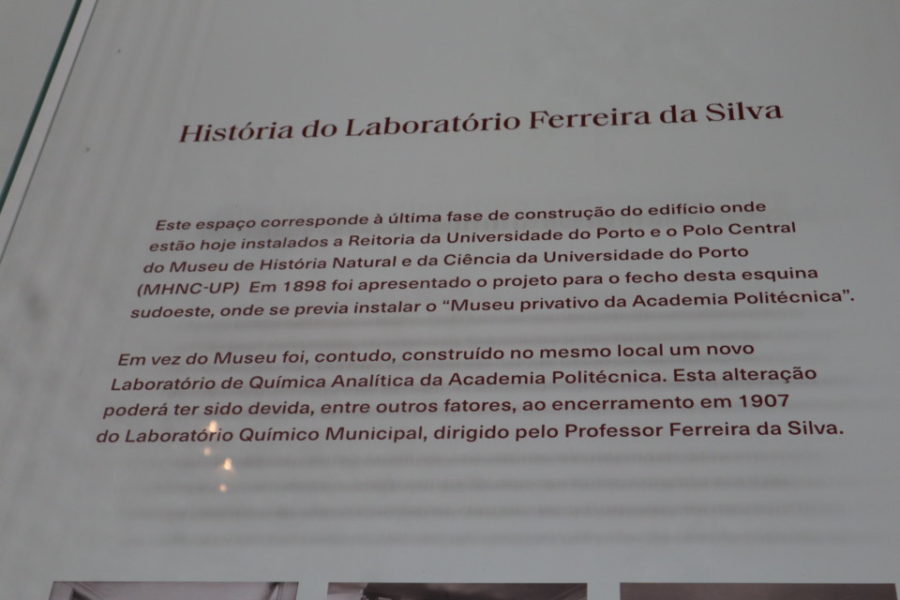 História do Laboratório Ferreira da Silva
Este espaço corresponde à última fase de construção do edifício onde
estão hoje instalados a Reitoria da Universidade do Porto e o Polo Central
do Museu de História Natural e da Ciência da Universidade do Porto
(MHNC-UP) Em 1898 foi apresentado o projeto para o fecho desta esquina
sudoeste, onde se previa instalar o “Museu privativo da Academia Politécnica”.
Em vez do Museu foi, contudo, construído no mesmo local um novo
Laboratório de Química Analítica da Academia Politécnica. Esta alteração
poderá ter sido devida, entre outros fatores, ao encerramento em 1907
do Laboratório Químico Municipal, dirigido pelo Professor Ferreira da Silva.